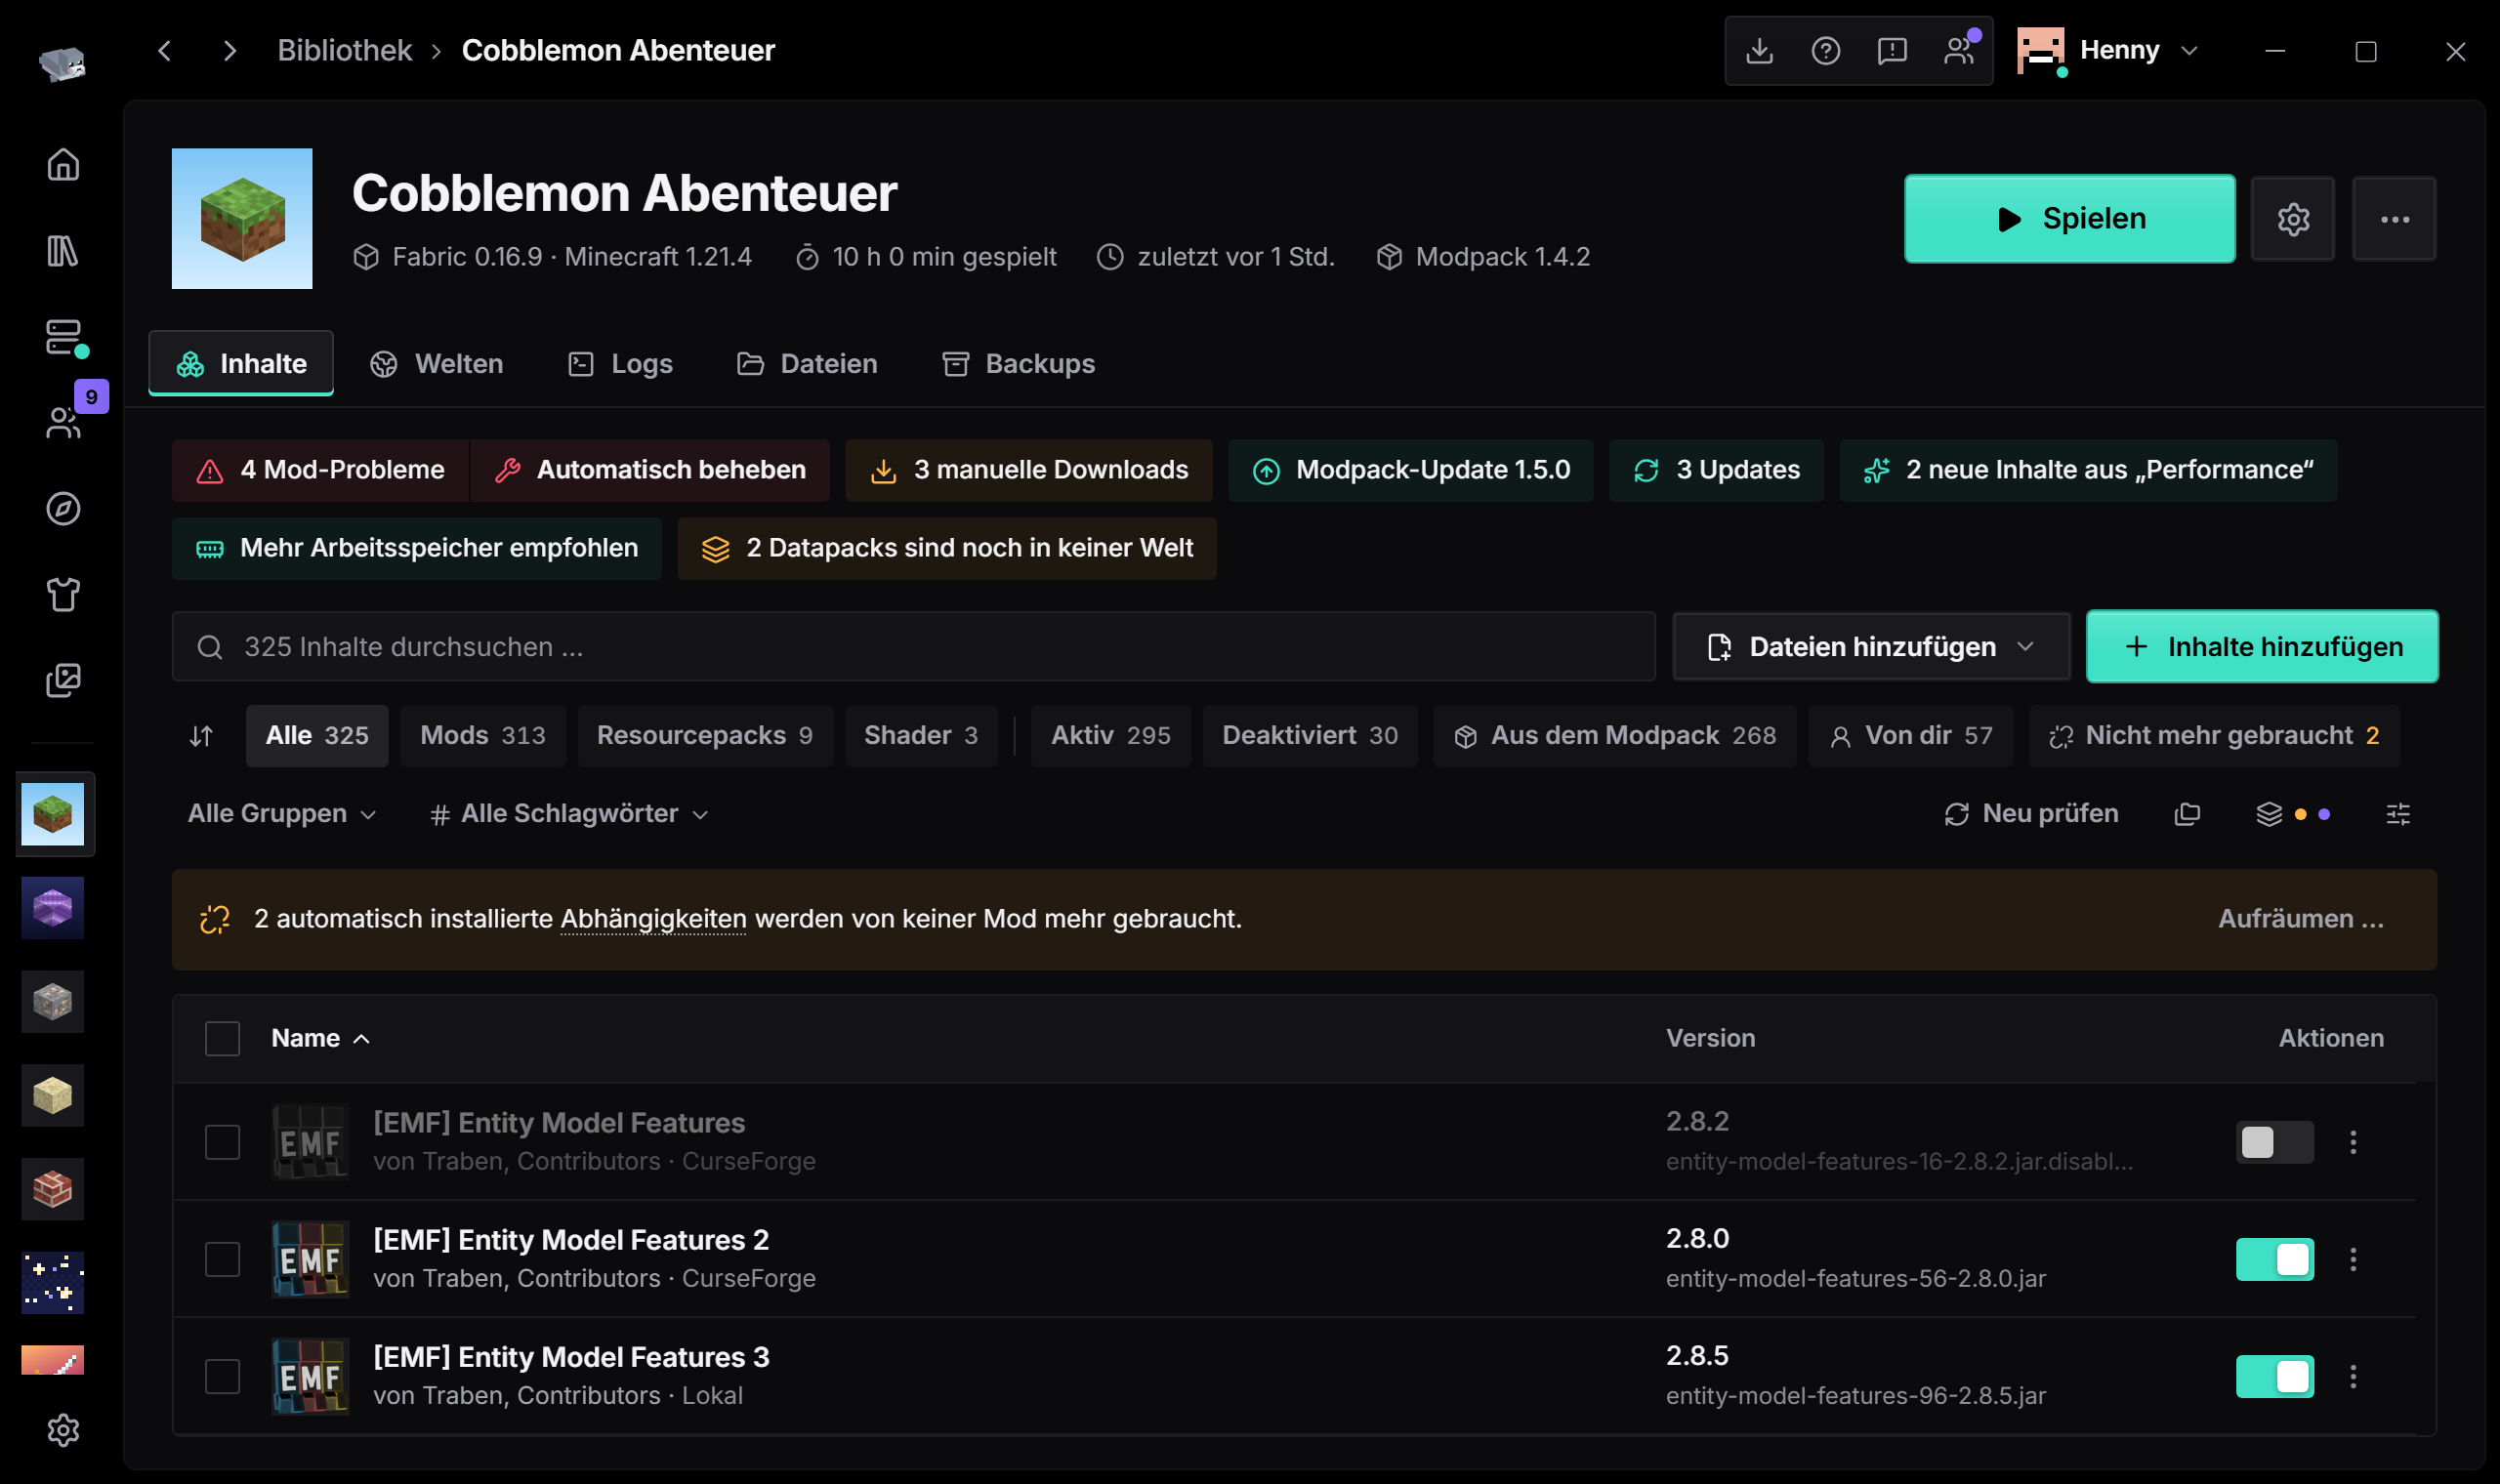 Bibliothek > Cobblemon Abenteuer
Henny
Cobblemon Abenteuer
Fabric 0.16.9 · Minecraft 1.21.4 10 h 0 min gespielt zuletzt vor 1 Std. Modpack 1.4.2
Spielen
Inhalte Welten Logs Dateien Backups
9
4 Mod-Probleme Automatisch beheben 3 manuelle Downloads Modpack-Update 1.5.0 3 Updates 2 neue Inhalte aus „Performance“
Mehr Arbeitsspeicher empfohlen 2 Datapacks sind noch in keiner Welt
325 Inhalte durchsuchen ... Dateien hinzufügen Inhalte hinzufügen
Alle 325 Mods 313 Resourcepacks 9 Shader 3 Aktiv 295 Deaktiviert 30 Aus dem Modpack 268 Von dir 57 Nicht mehr gebraucht 2
Alle Gruppen # Alle Schlagwörter Neu prüfen
2 automatisch installierte Abhängigkeiten werden von keiner Mod mehr gebraucht. Aufräumen ...
Name Version Aktionen
[EMF] Entity Model Features 2.8.2
von Traben, Contributors · CurseForge entity-model-features-16-2.8.2.jar.disabl...
EMF
[EMF] Entity Model Features 2 2.8.0
von Traben, Contributors · CurseForge entity-model-features-56-2.8.0.jar
EMF
[EMF] Entity Model Features 3 2.8.5
von Traben, Contributors · Lokal entity-model-features-96-2.8.5.jar
EMF